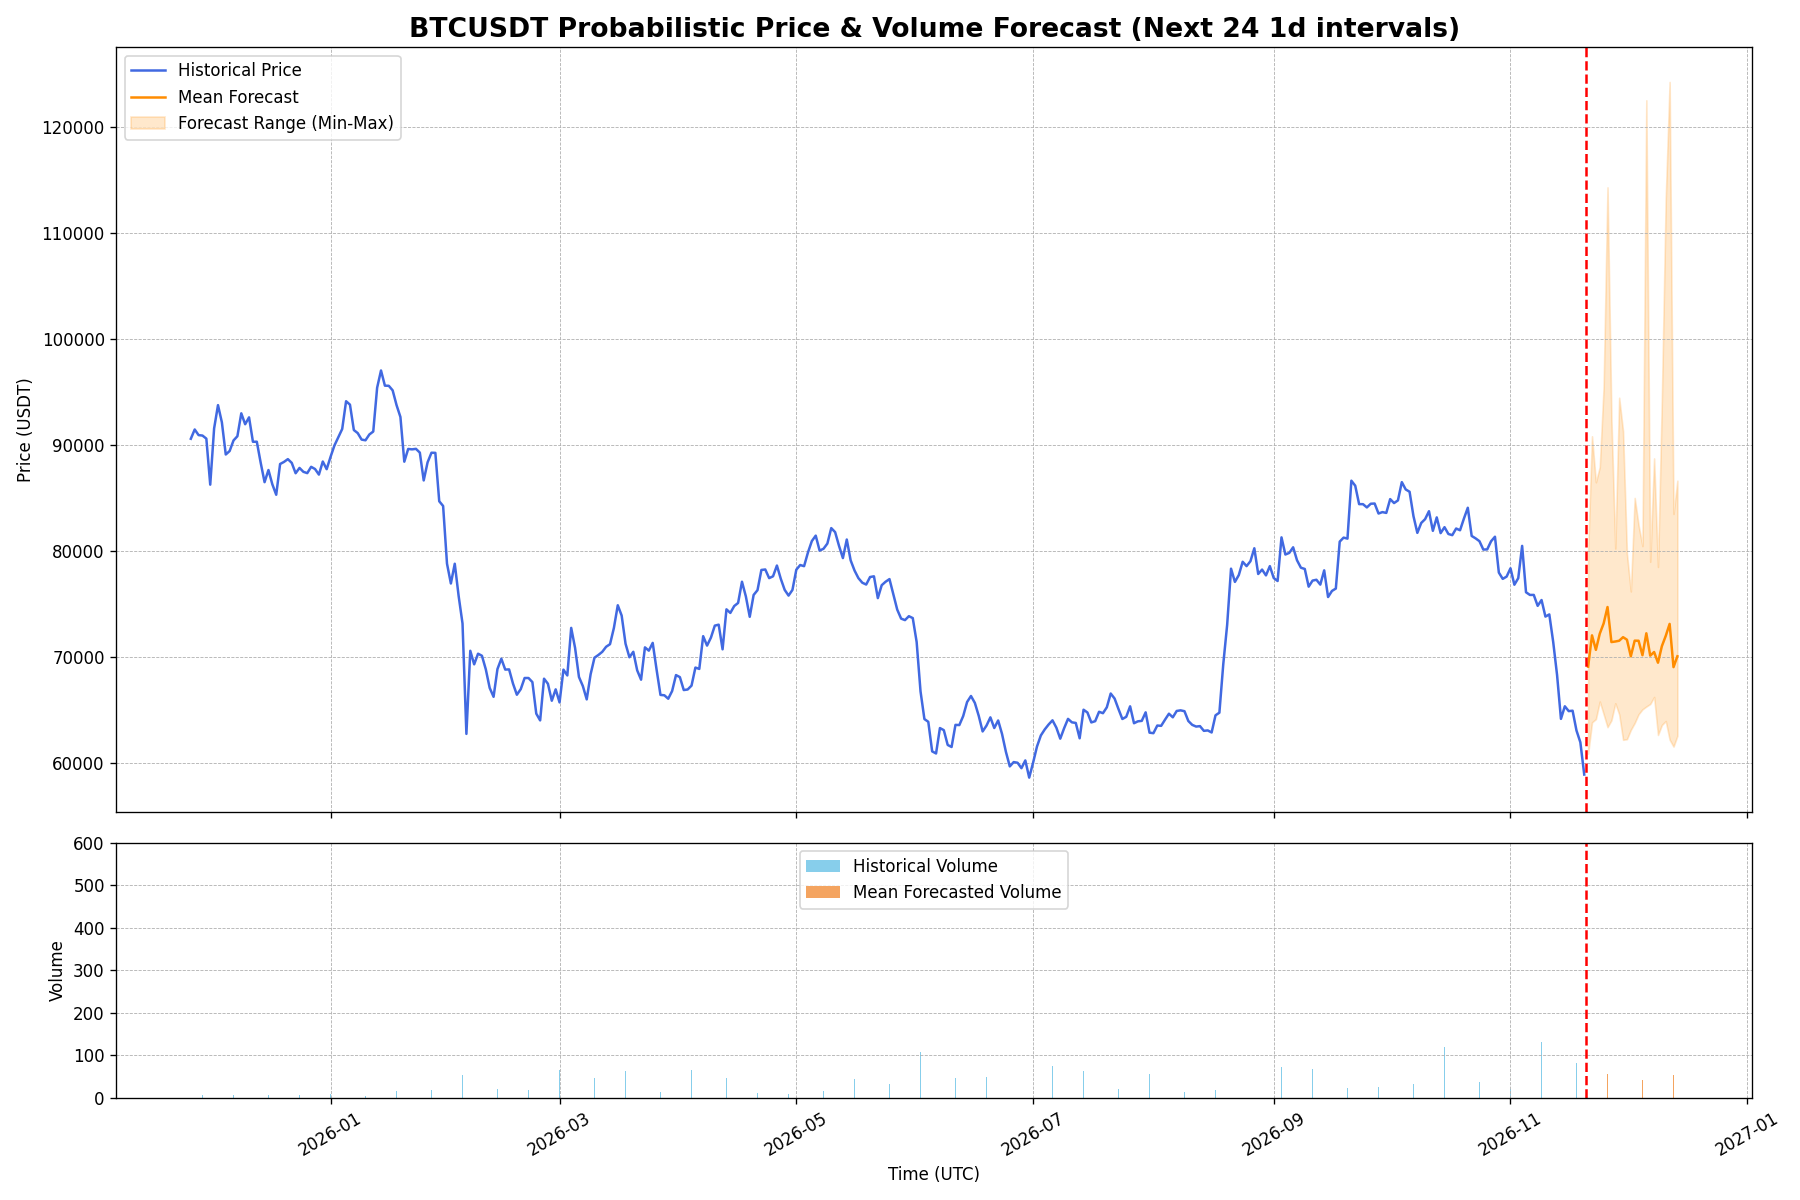 BTCUSDT Probabilistic Price & Volume Forecast (Next 24 1d intervals)
Historical Price
Mean Forecast
Forecast Range (Min-Max)
Price (USDT)
120000
110000
100000
90000
80000
70000
60000
Historical Volume
Mean Forecasted Volume
Volume
600
500
400
300
200
100
0
2026-01
2026-03
2026-05
2026-07
2026-09
2026-11
2027-01
Time (UTC)